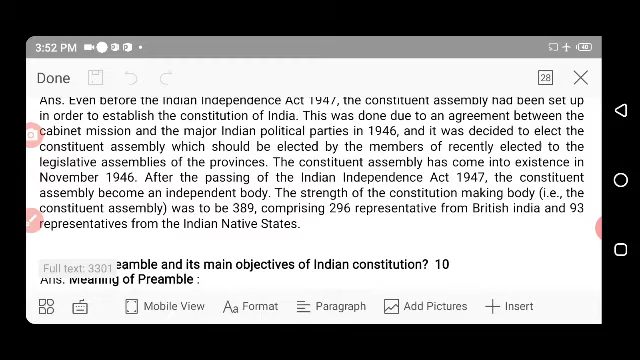 3:52 PM
40
Done
28
Ans. Even before the Indian Independence Act 1947, the constituent assembly had been set up
in order to establish the constitution of India. This was done due to an agreement between the
cabinet mission and the major Indian political parties in 1946, and it was decided to elect the
constituent assembly which should be elected by the members of recently elected to the
legislative assemblies of the provinces. The constituent assembly has come into existence in
November 1946. After the passing of the Indian Independence Act 1947, the constituent
assembly become an independent body. The strength of the constitution making body (i.e., the
constituent assembly) was to be 389, comprising 296 representative from British india and 93
representatives from the Indian Native States.
Full text: 3301
eamble and its main objectives of Indian constitution? 10
Ans. Meaning of Preamble :
Mobile View
Aa Format
Paragraph
Add Pictures
Insert